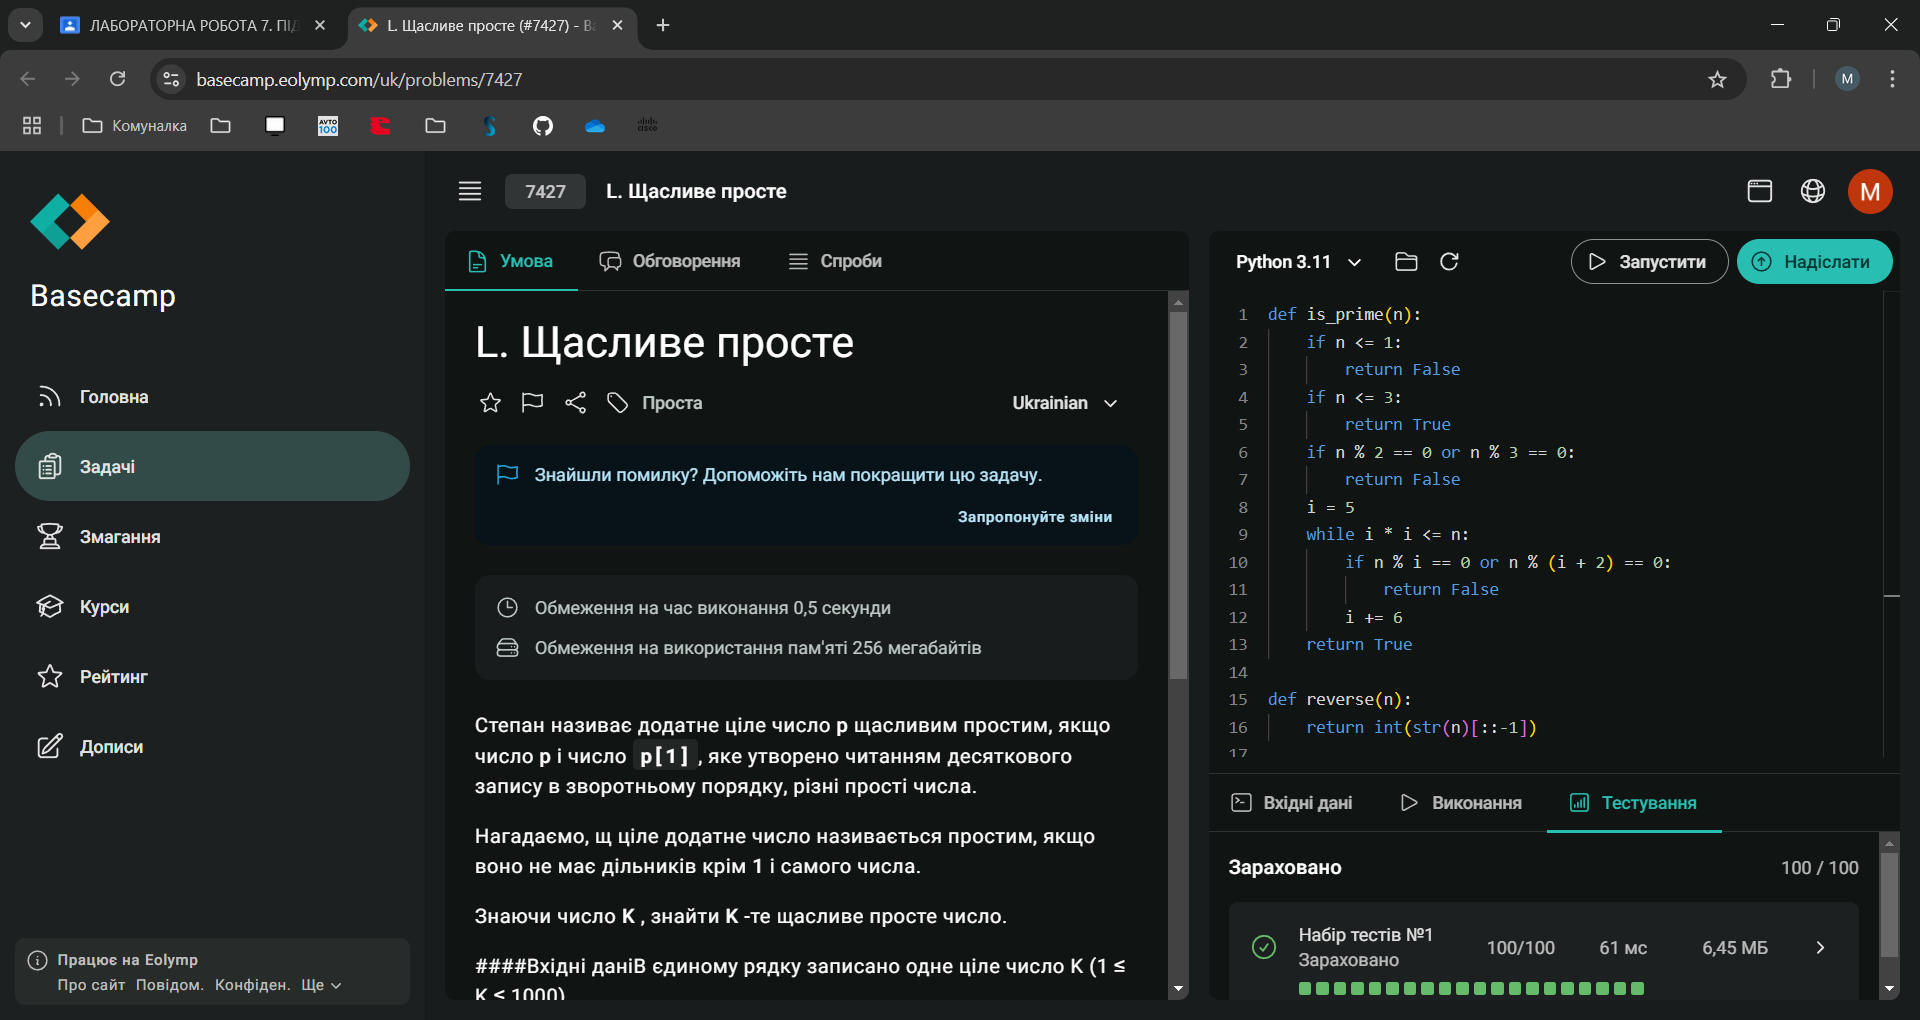 ЛАБОРАТОРНА РОБОТА 7. ПІД
L. Щасливе просте (#7427) - Ba
basecamp.eolymp.com/uk/problems/7427
M
Комуналка
AVTO
100
cisco
Basecamp
Головна
Задачі
Змагання
Курси
Рейтинг
Дописи
Працює на Eolymp
Про сайт Повідом. Конфіден. Ще
7427 L. Щасливе просте
M
Умова Обговорення Спроби
L. Щасливе просте
Проста Ukrainian
Знайшли помилку? Допоможіть нам покращити цю задачу.
Запропонуйте зміни
Обмеження на час виконання 0,5 секунди
Обмеження на використання пам'яті 256 мегабайтів
Степан називає додатне ціле число p щасливим простим, якщо
число p і число p[1] , яке утворено читанням десяткового
запису в зворотньому порядку, різні прості числа.
Нагадаємо, щ ціле додатне число називається простим, якщо
воно не має дільників крім 1 і самого числа.
Знаючи число K , знайти K -те щасливе просте число.
####Вхідні даніВ єдиному рядку записано одне ціле число K (1 ≤
K ≤ 1000)
Python 3.11 Запустити Надіслати
1 def is_prime(n):
2 if n <= 1:
3 return False
4 if n <= 3:
5 return True
6 if n % 2 == 0 or n % 3 == 0:
7 return False
8 i = 5
9 while i * i <= n:
10 if n % i == 0 or n % (i + 2) == 0:
11 return False
12 i += 6
13 return True
14
15 def reverse(n):
16 return int(str(n)[::-1])
17
Вхідні дані Виконання Тестування
Зараховано 100 / 100
Набір тестів №1 100/100 61 мс 6,45 МБ
Зараховано